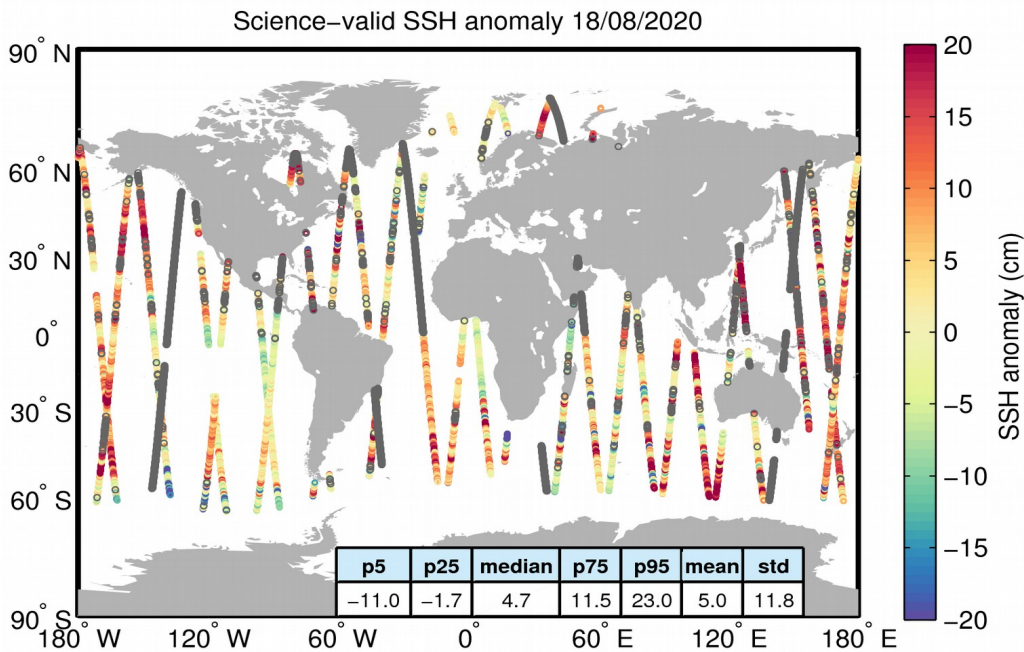 Science−valid SSH anomaly 18/08/2020
90° N
60° N
30° N
0°
30° S
60° S
90° S
180° W
120° W
60° W
0°
60° E
120° E
180° E
p5 p25 median p75 p95 mean std
−11.0 −1.7 4.7 11.5 23.0 5.0 11.8
20
15
10
5
0
−5
−10
−15
−20
SSH anomaly (cm)